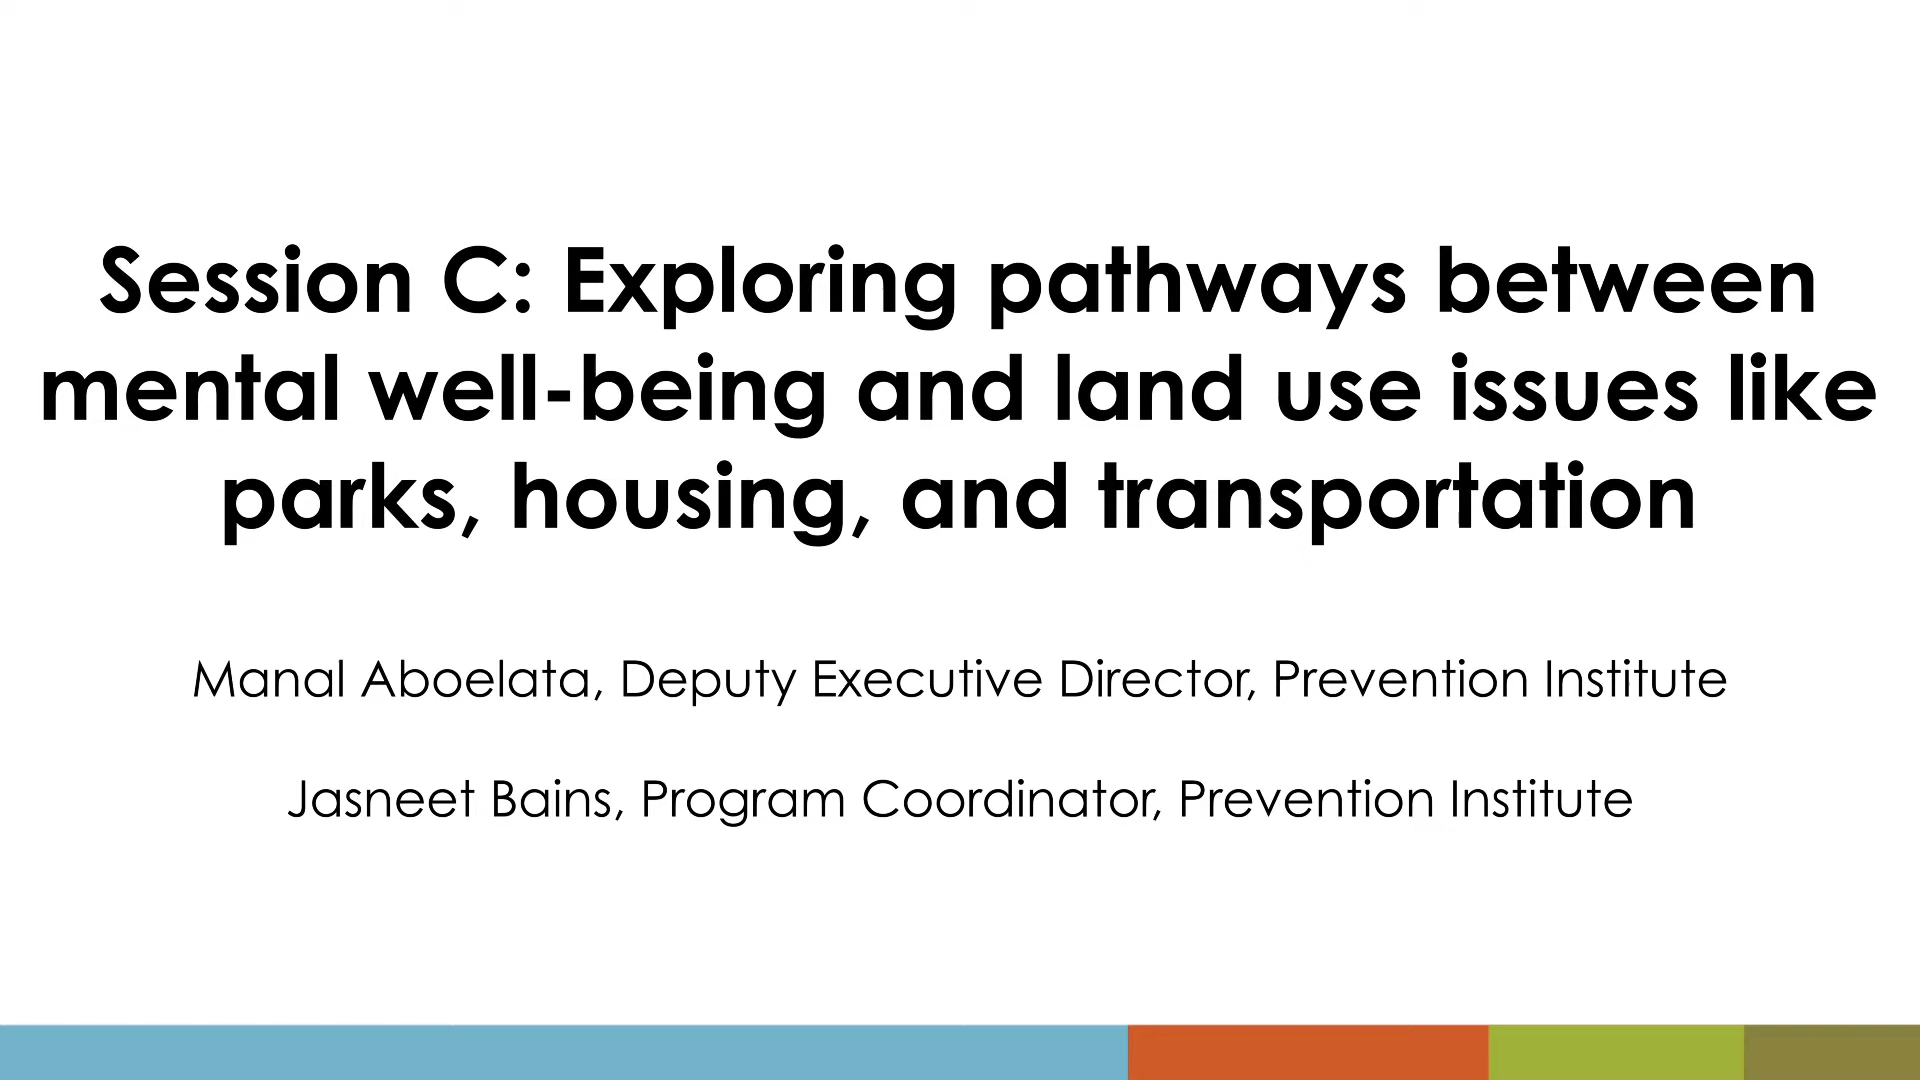 Session C: Exploring pathways between
mental well-being and land use issues like
parks, housing, and transportation
Manal Aboelata, Deputy Executive Director, Prevention Institute
Jasneet Bains, Program Coordinator, Prevention Institute